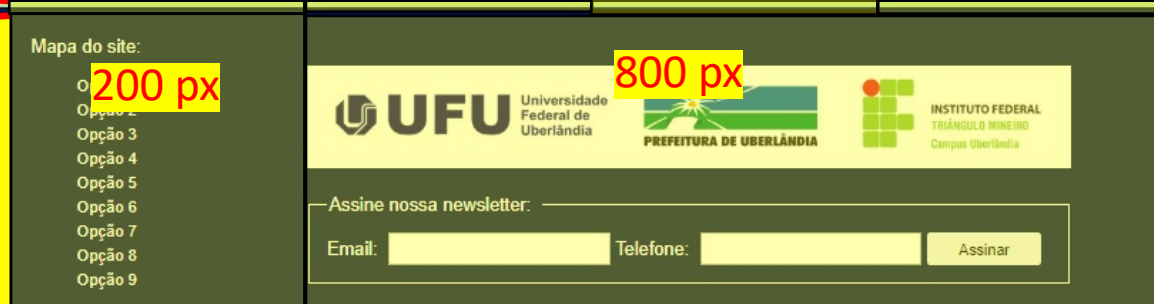 Mapa do site:
200 px
Opção 3
Opção 4
Opção 5
Opção 6
Opção 7
Opção 8
Opção 9
800 px
UFU
Universidade
Federal de
Uberlândia
PREFEITURA DE UBERLÂNDIA
INSTITUTO FEDERAL
TRIÂNGULO MINEIRO
Campus Uberlândia
Assine nossa newsletter:
Email: Telefone: Assinar